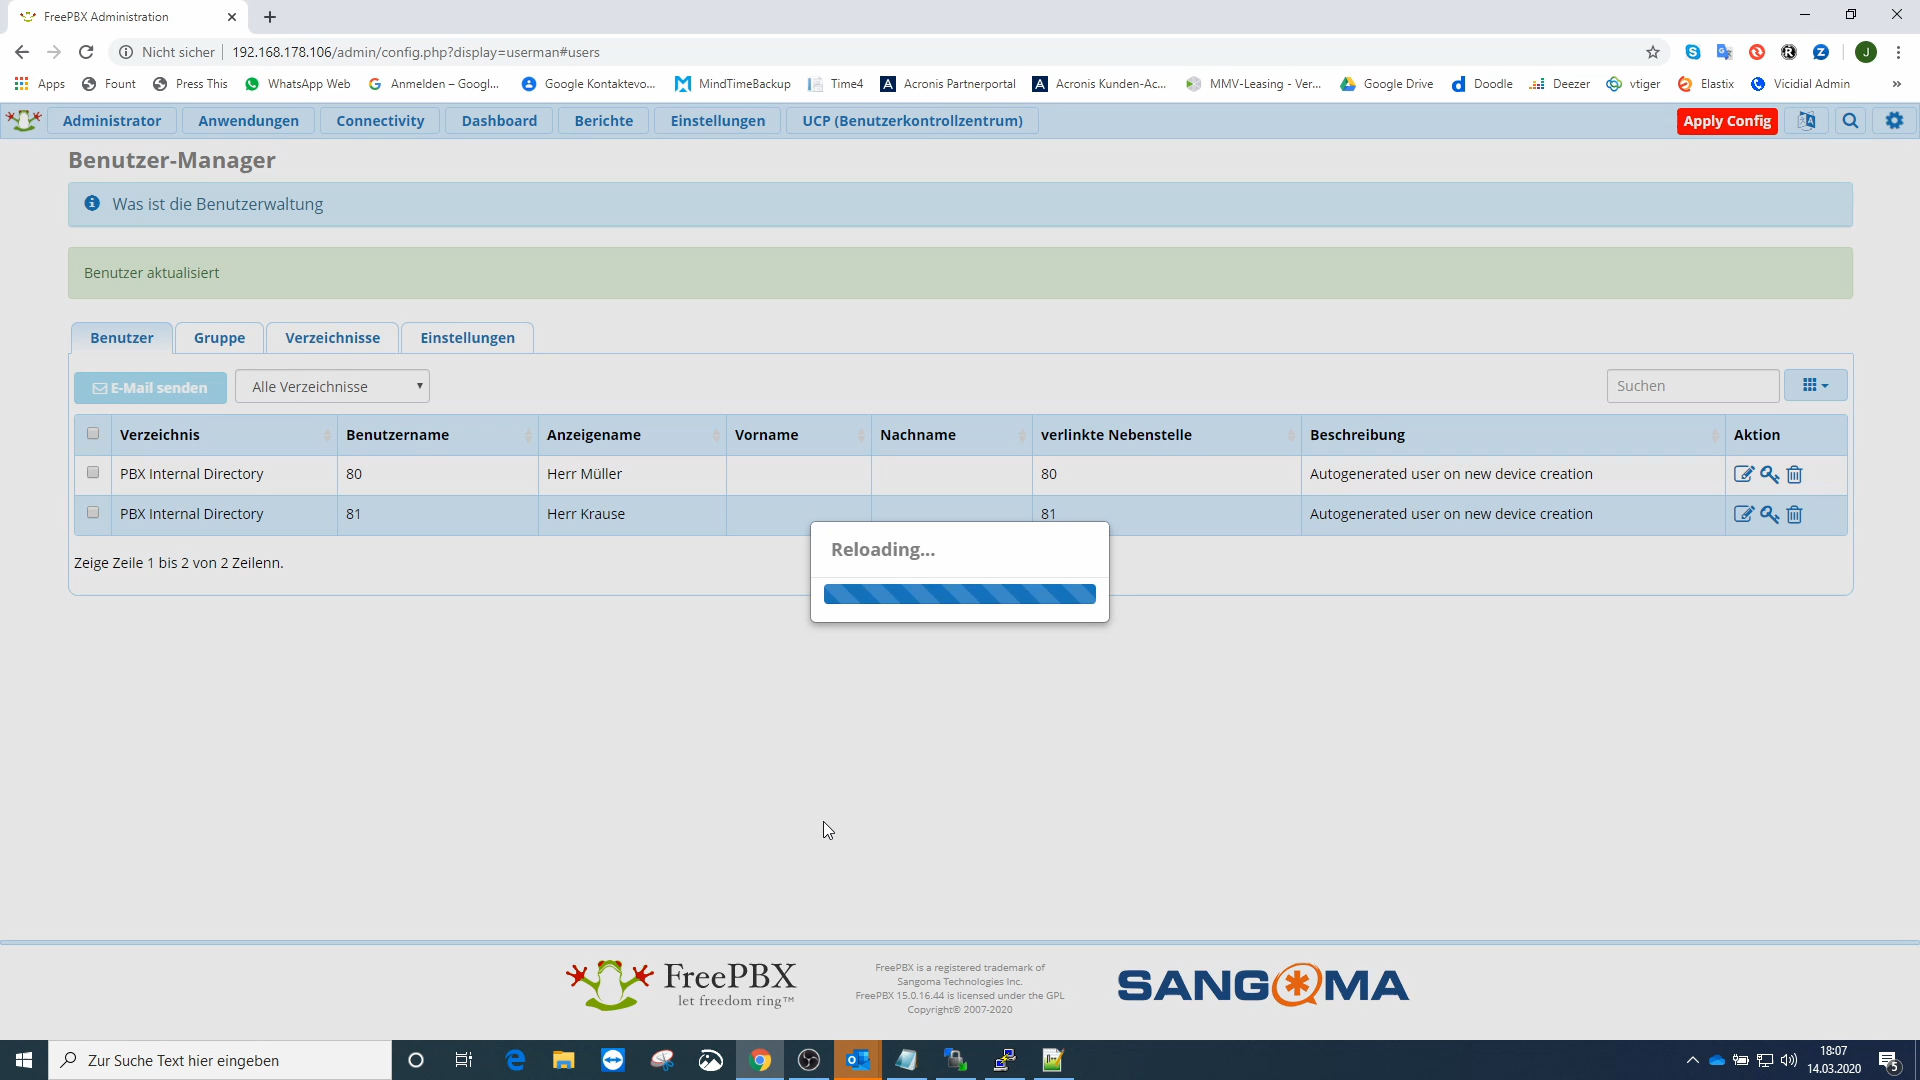 FreePBX Administration
Nicht sicher
192.168.178.106/admin/config.php?display=userman#users
J
Apps
Fount
Press This
WhatsApp Web
Anmelden – Googl...
Google Kontaktevo...
MindTimeBackup
Time4
Acronis Partnerportal
Acronis Kunden-Ac...
MMV-Leasing - Ver...
Google Drive
Doodle
Deezer
vtiger
Elastix
Vicidial Admin
»
Administrator
Anwendungen
Connectivity
Dashboard
Berichte
Einstellungen
UCP (Benutzerkontrollzentrum)
Apply Config
Benutzer-Manager
Was ist die Benutzerwaltung
Benutzer aktualisiert
Benutzer
Gruppe
Verzeichnisse
Einstellungen
E-Mail senden
Alle Verzeichnisse
Suchen
Verzeichnis
Benutzername
Anzeigename
Vorname
Nachname
verlinkte Nebenstelle
Beschreibung
Aktion
PBX Internal Directory
80
Herr Müller
80
Autogenerated user on new device creation
PBX Internal Directory
81
Herr Krause
81
Autogenerated user on new device creation
Zeige Zeile 1 bis 2 von 2 Zeilenn.
Reloading...
FreePBX
let freedom ring™
FreePBX is a registered trademark of
Sangoma Technologies Inc.
FreePBX 15.0.16.44 is licensed under the GPL
Copyright© 2007-2020
SANGOMA
Zur Suche Text hier eingeben
18:07
14.03.2020
5